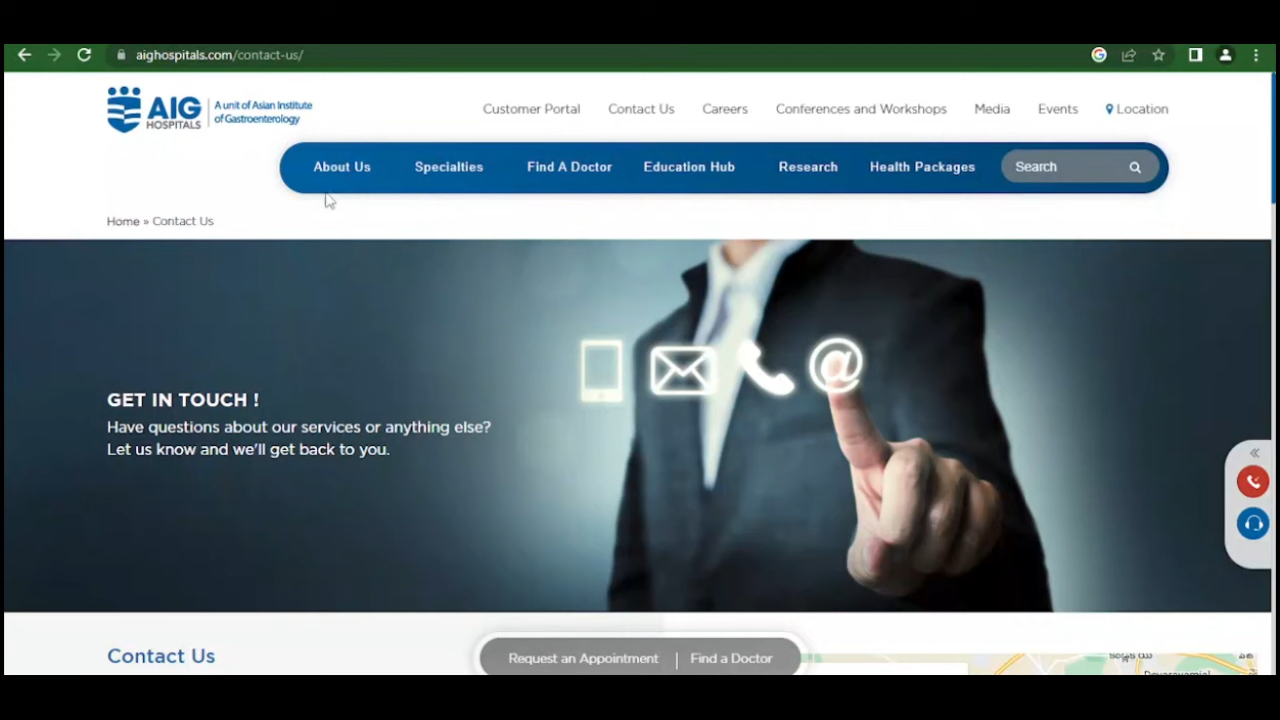 aighospitals.com/contact-us/
AIG HOSPITALS
A unit of Asian Institute
of Gastroenterology
Customer Portal Contact Us Careers Conferences and Workshops Media Events Location
About Us Specialties Find A Doctor Education Hub Research Health Packages Search
Home » Contact Us
GET IN TOUCH !
Have questions about our services or anything else?
Let us know and we'll get back to you.
Contact Us
Request an Appointment | Find a Doctor